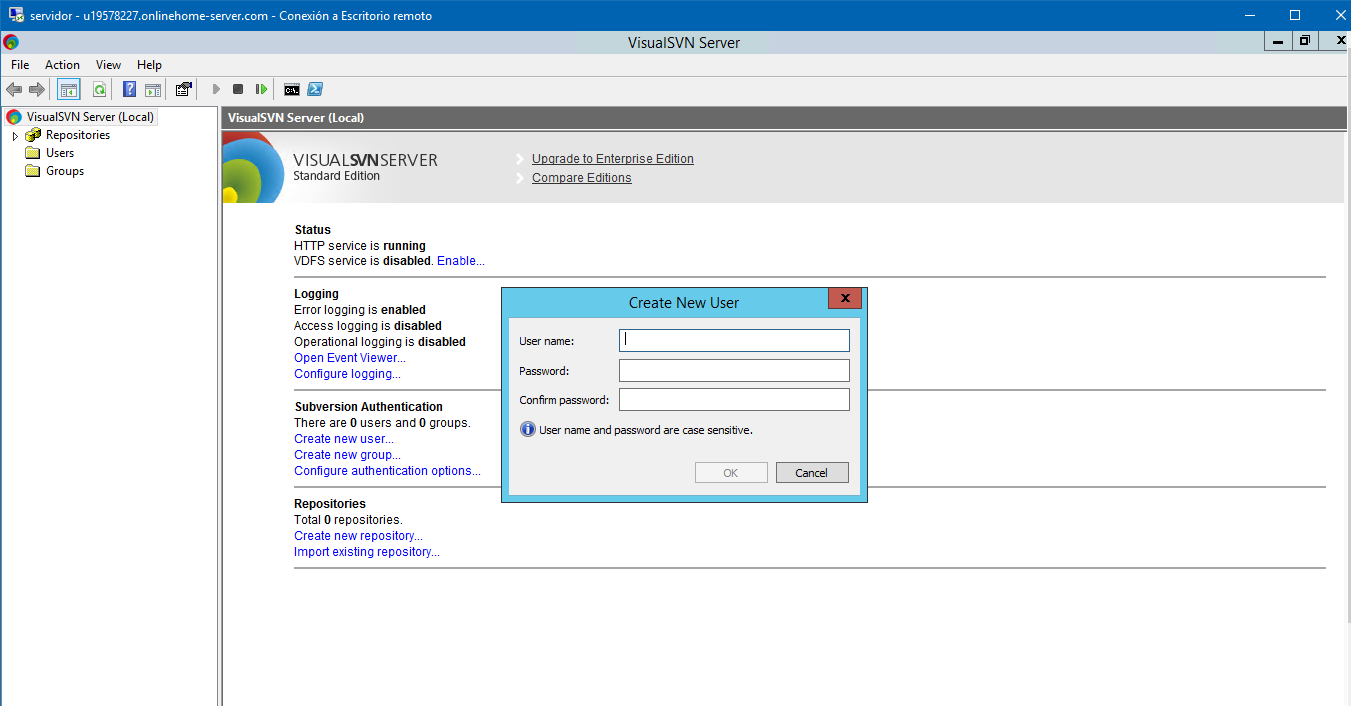 servidor - u19578227.onlinehome-server.com - Conexión a Escritorio remoto
VisualSVN Server
File Action View Help
VisualSVN Server (Local)
Repositories
Users
Groups
VisualSVN Server (Local)
VISUALSVNSERVER
Standard Edition
Upgrade to Enterprise Edition
Compare Editions
Status
HTTP service is running
VDFS service is disabled. Enable...
Logging
Error logging is enabled
Access logging is disabled
Operational logging is disabled
Open Event Viewer...
Configure logging...
Subversion Authentication
There are 0 users and 0 groups.
Create new user...
Create new group...
Configure authentication options...
Repositories
Total 0 repositories.
Create new repository...
Import existing repository...
Create New User
User name:
Password:
Confirm password:
User name and password are case sensitive.
OK Cancel